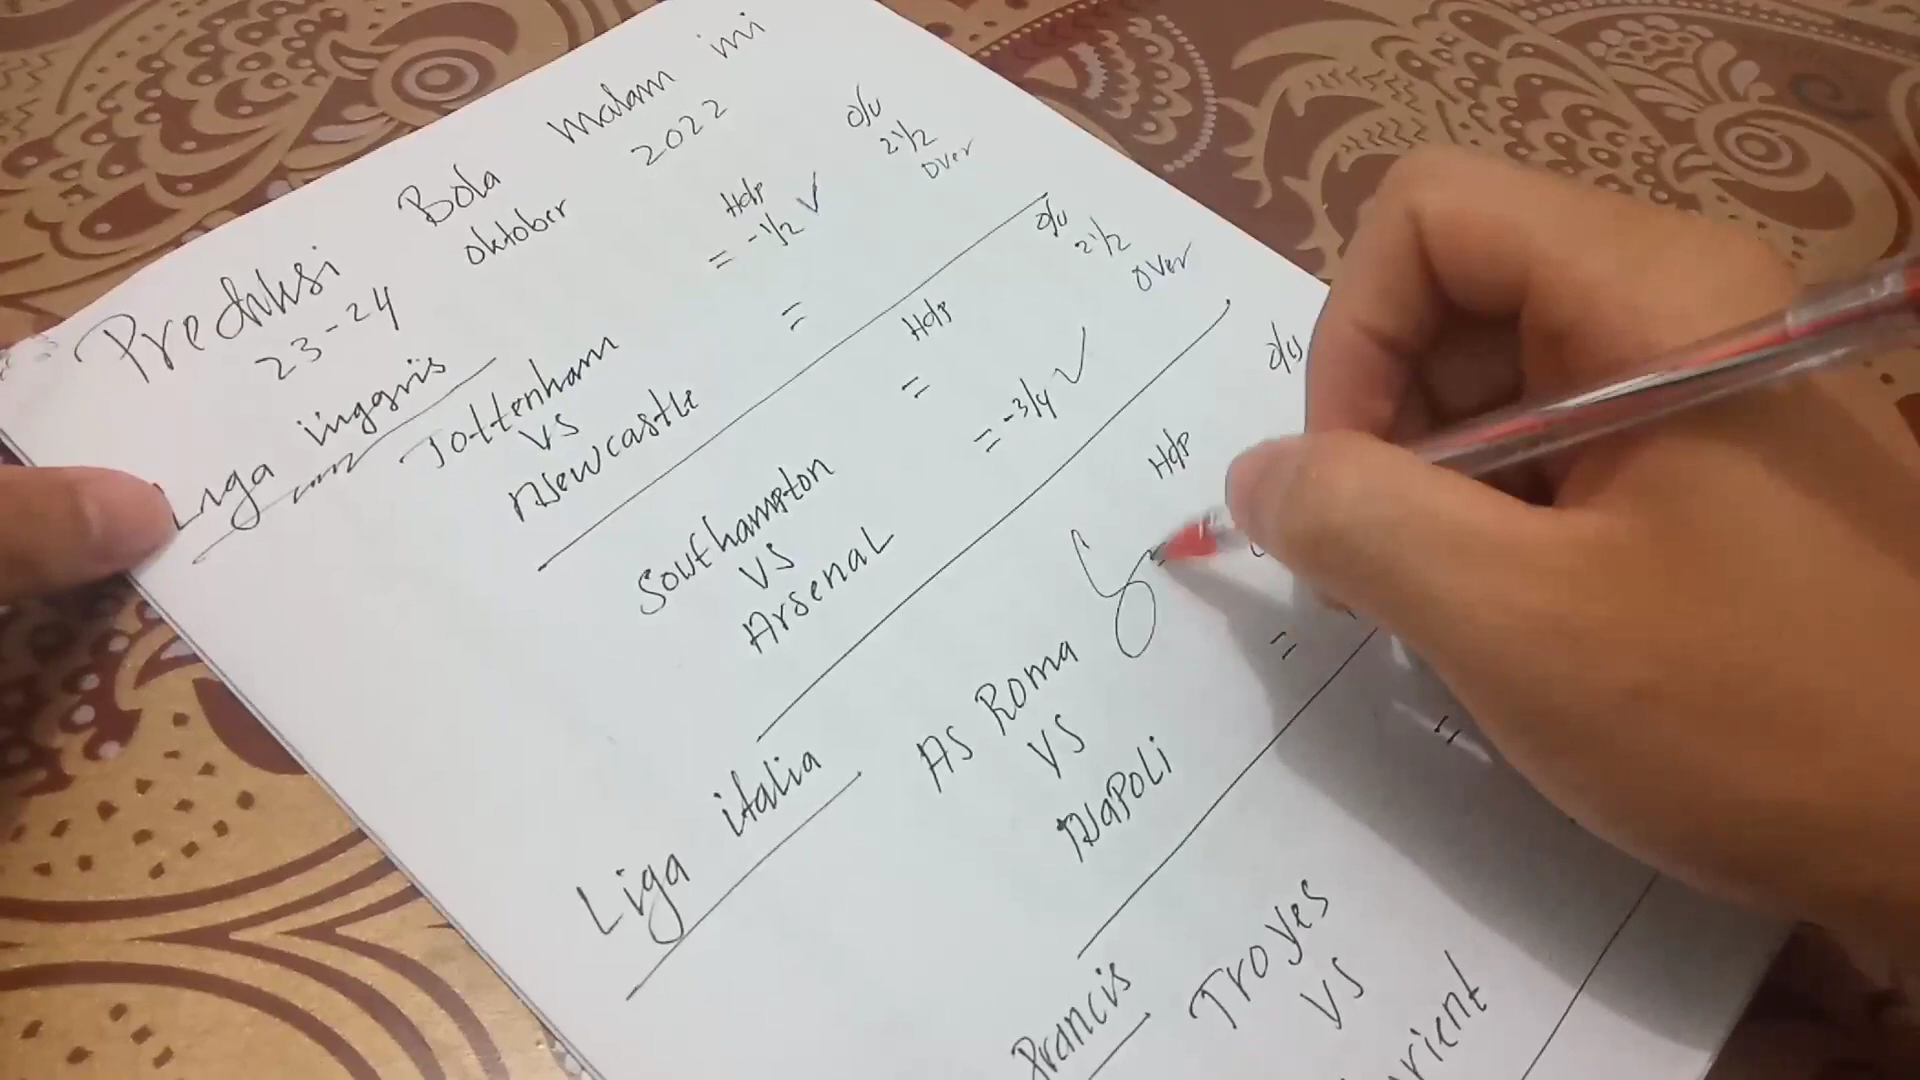 Prediksi Bola Malam ini
23-24 oktober 2022
Liga inggris
Hdp
o/u
Tottenham = -1/2 ✓
2 1/2
vs
over
Newcastle =
Hdp
o/u
Southampton =
2 1/2
vs
over
Arsenal = -3/4 ✓
Liga italia
Hdp
o/u
As Roma
vs
Napoli =
Prancis
Troyes =
vs